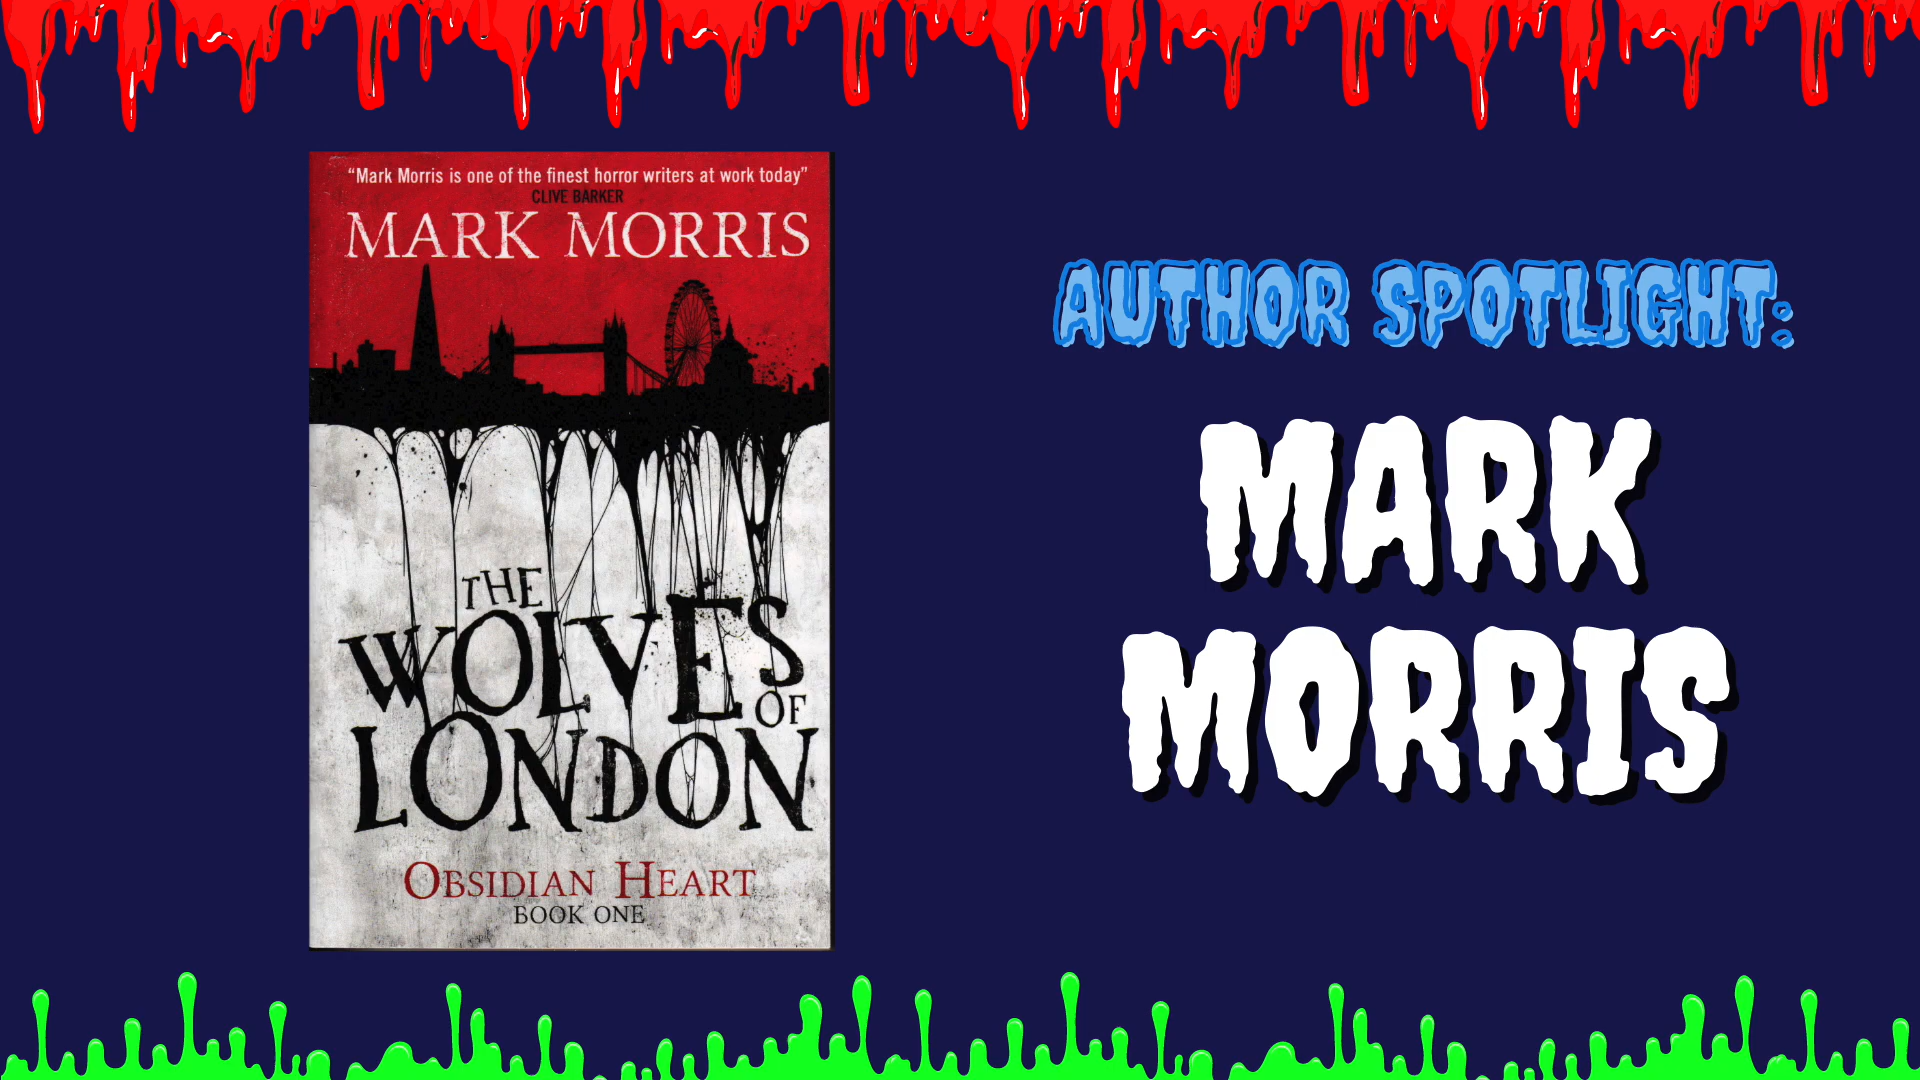 “Mark Morris is one of the finest horror writers at work today”
CLIVE BARKER
MARK MORRIS
THE
WOLVES
OF
LONDON
OBSIDIAN HEART
BOOK ONE
AUTHOR SPOTLIGHT:
MARK
MORRIS